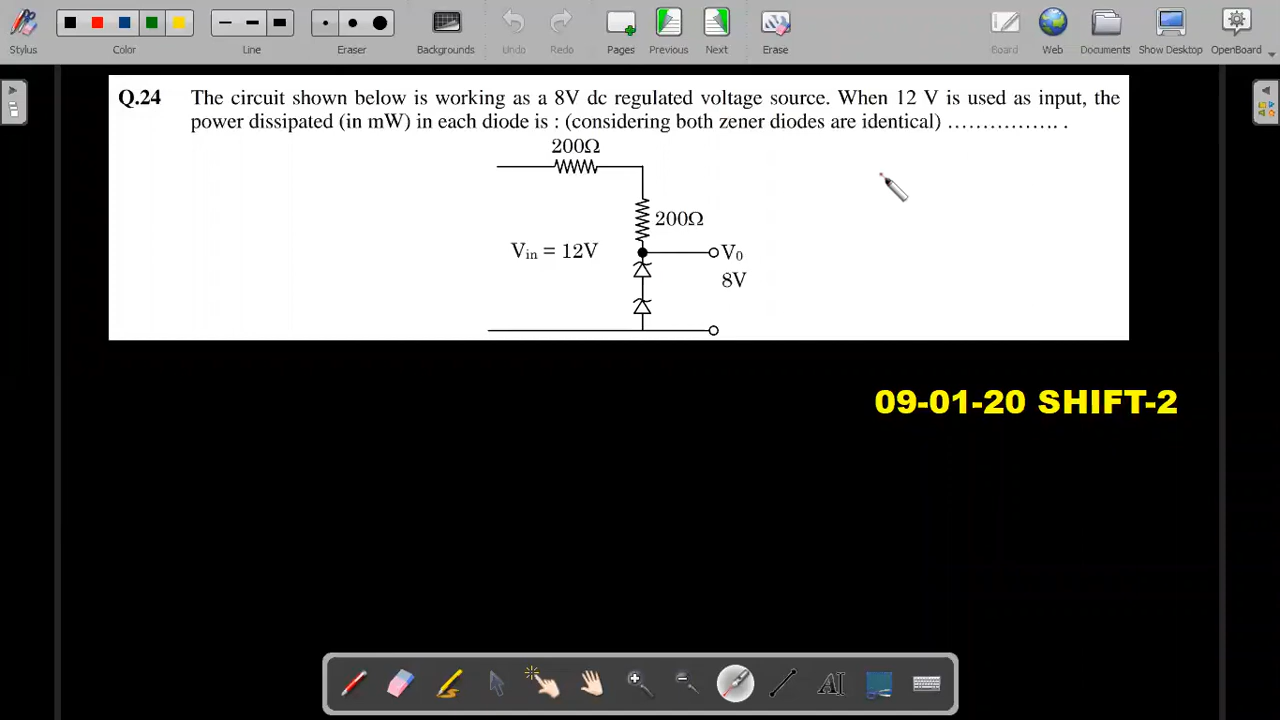 Stylus Color Line Eraser Backgrounds Undo Redo Pages Previous Next Erase Board Web Documents Show Desktop OpenBoard
Q.24 The circuit shown below is working as a 8V dc regulated voltage source. When 12 V is used as input, the
power dissipated (in mW) in each diode is : (considering both zener diodes are identical) ................ .
200Ω
200Ω
Vin = 12V
V0
8V
09-01-20 SHIFT-2
AI